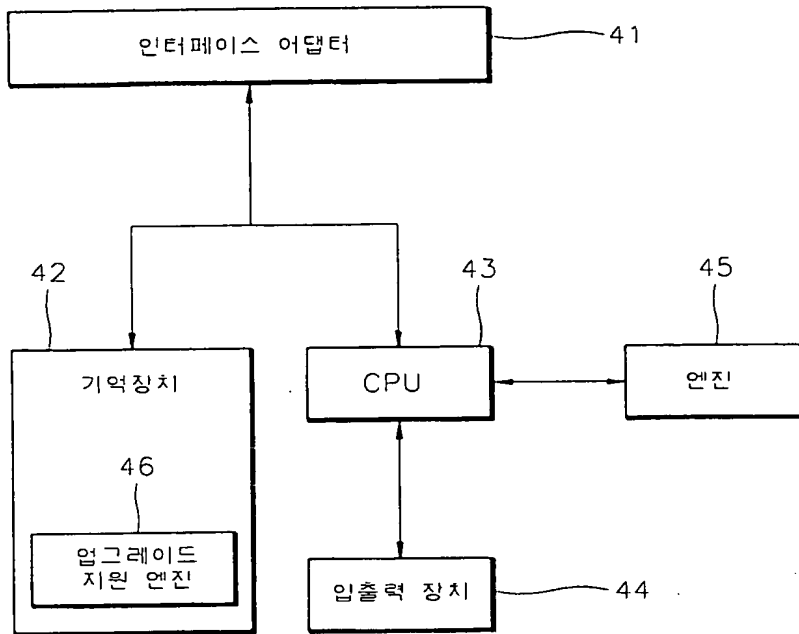 인터페이스 어댑터
41
42
43
45
기억장치
CPU
엔진
46
업그레이드
지원 엔진
입출력 장치
44